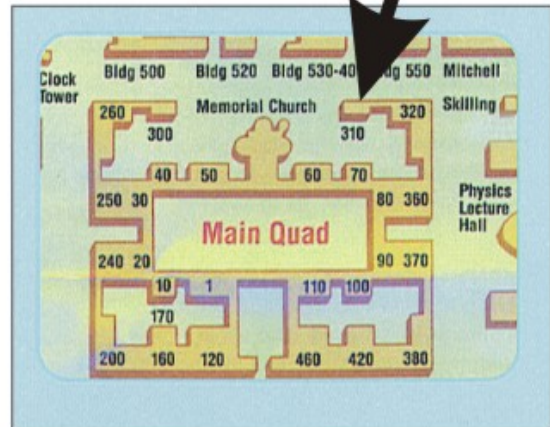 Clock
Tower
Bldg 500 Bldg 520 Bldg 530-40 550 Mitchell
260 Memorial Church 320 Skilling
300 310
40 50 60 70
250 30 80 360
Physics
Lecture
Hall
Main Quad
240 20 90 370
10 1 110 100
170
200 160 120 460 420 380